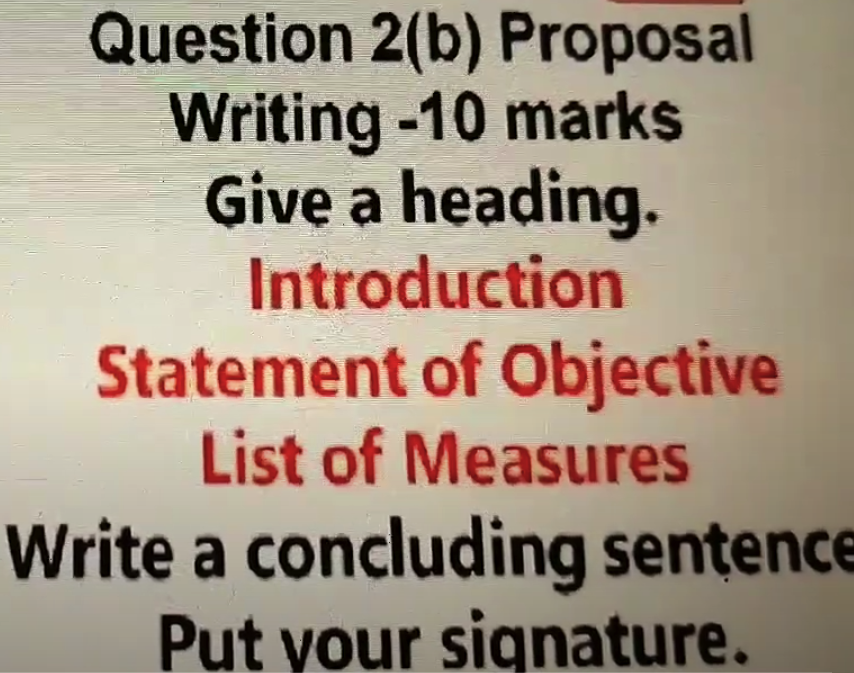 Question 2(b) Proposal
Writing -10 marks
Give a heading.
Introduction
Statement of Objective
List of Measures
Write a concluding sentence
Put your signature.